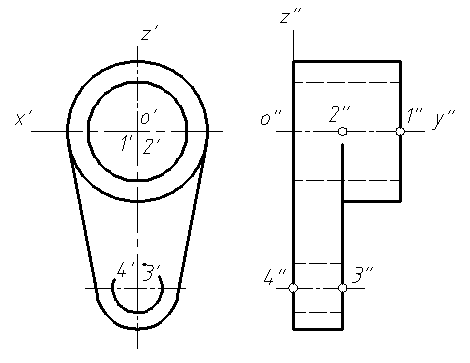 z′ z″
x′ o′ o″ 2″ 1″ y″
1′ 2′
4′ 3′ 4″ 3″